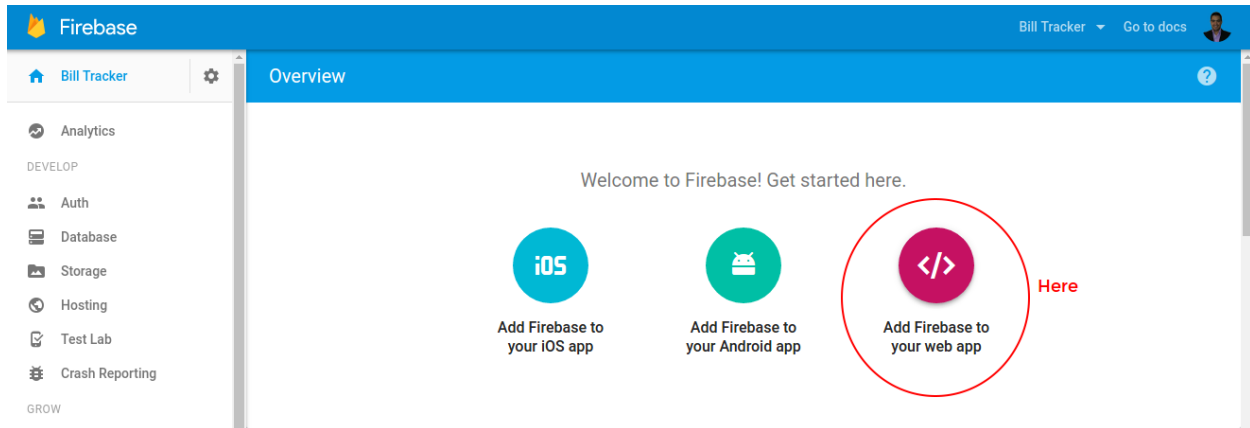 Firebase
Bill Tracker Go to docs
Bill Tracker
Overview
Analytics
DEVELOP
Auth
Database
Storage
Hosting
Test Lab
Crash Reporting
GROW
Welcome to Firebase! Get started here.
iOS
Add Firebase to
your iOS app
Add Firebase to
your Android app
</>
Add Firebase to
your web app
Here